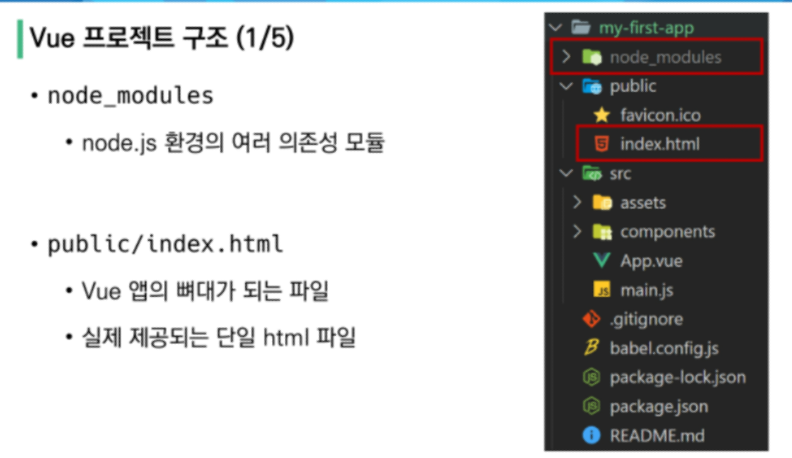 Vue 프로젝트 구조 (1/5)
• node_modules
• node.js 환경의 여러 의존성 모듈
• public/index.html
• Vue 앱의 뼈대가 되는 파일
• 실제 제공되는 단일 html 파일
my-first-app
node_modules
public
favicon.ico
index.html
src
assets
components
App.vue
main.js
.gitignore
babel.config.js
package-lock.json
package.json
README.md